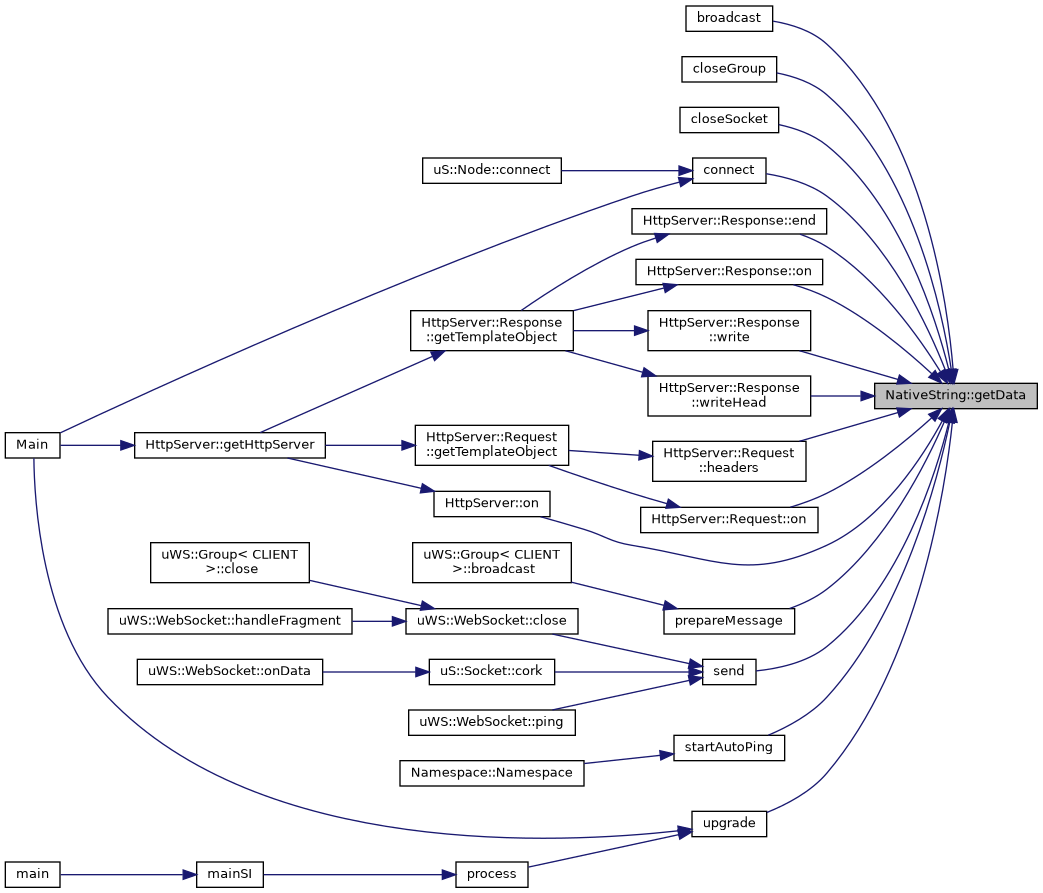 broadcast
closeGroup
closeSocket
uS::Node::connect
connect
HttpServer::Response::end
HttpServer::Response::on
HttpServer::Response
::getTemplateObject
HttpServer::Response
::write
HttpServer::Response
::writeHead
NativeString::getData
Main
HttpServer::getHttpServer
HttpServer::Request
::getTemplateObject
HttpServer::Request
::headers
HttpServer::on
HttpServer::Request::on
uWS::Group< CLIENT
>::close
uWS::Group< CLIENT
>::broadcast
uWS::WebSocket::handleFragment
uWS::WebSocket::close
prepareMessage
uWS::WebSocket::onData
uS::Socket::cork
send
uWS::WebSocket::ping
startAutoPing
Namespace::Namespace
upgrade
main
mainSI
process